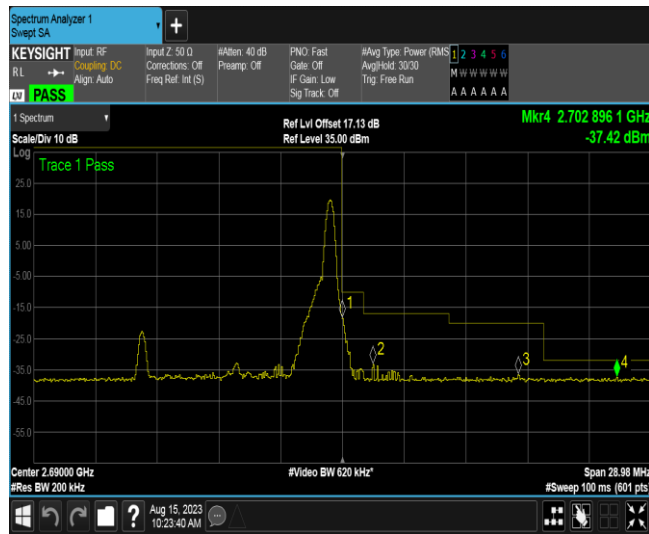 Spectrum Analyzer 1
Swept SA
+
KEYSIGHT
RL
LXI PASS
Input: RF
Coupling: DC
Align: Auto
Input Z: 50 Ω
Corrections: Off
Freq Ref: Int (S)
#Atten: 40 dB
Preamp: Off
PNO: Fast
Gate: Off
IF Gain: Low
Sig Track: Off
#Avg Type: Power (RMS
Avg|Hold: 30/30
Trig: Free Run
1 2 3 4 5 6
M W W W W W
A A A A A A
1 Spectrum
Scale/Div 10 dB
Ref Lvl Offset 17.13 dB
Ref Level 35.00 dBm
Mkr4 2.702 896 1 GHz
-37.42 dBm
Log
Trace 1 Pass
25.0
15.0
5.00
-5.00
-15.0
-25.0
-35.0
-45.0
-55.0
1
2
3
4
Center 2.69000 GHz
#Res BW 200 kHz
#Video BW 620 kHz*
Span 28.98 MHz
#Sweep 100 ms (601 pts
?
Aug 15, 2023
10:23:40 AM